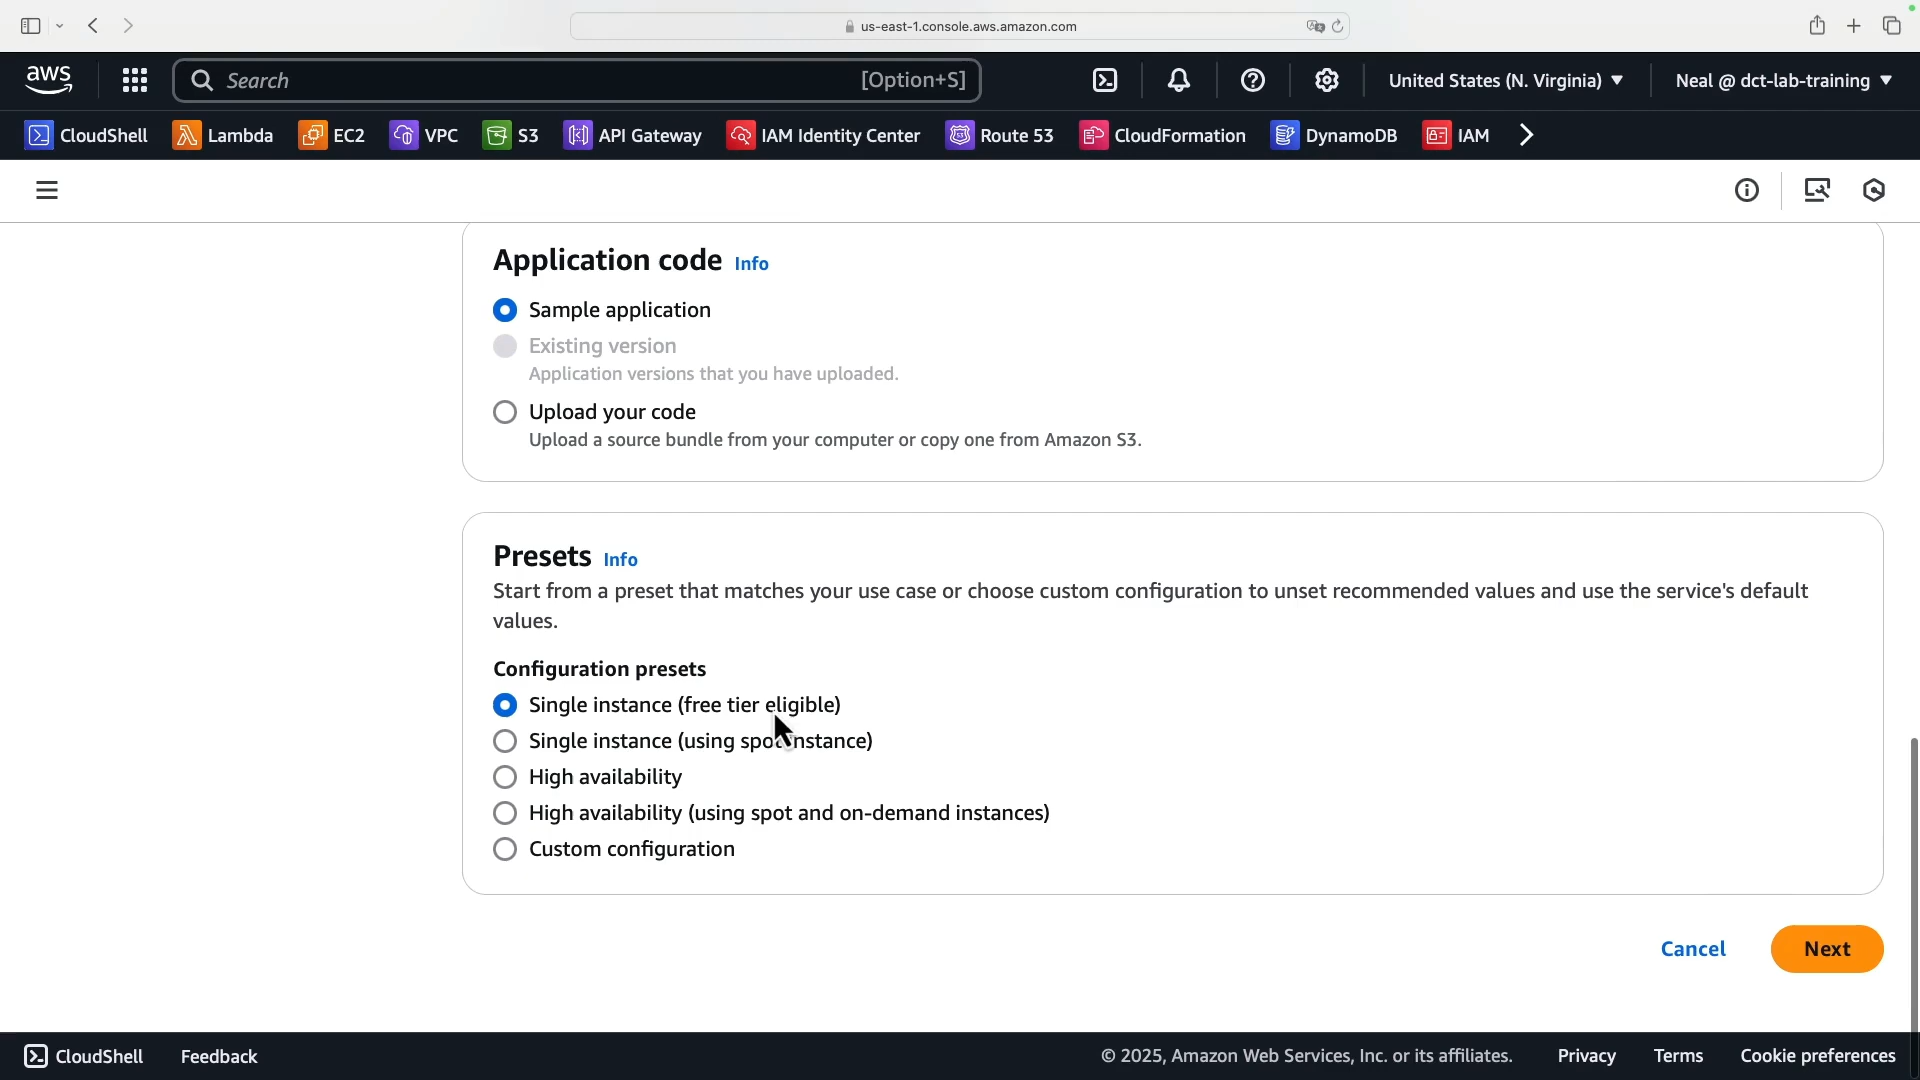 us-east-1.console.aws.amazon.com
aws
Search
[Option+S]
United States (N. Virginia)
Neal @ dct-lab-training
CloudShell
Lambda
EC2
VPC
S3
API Gateway
IAM Identity Center
Route 53
CloudFormation
DynamoDB
IAM
Application code Info
Sample application
Existing version
Application versions that you have uploaded.
Upload your code
Upload a source bundle from your computer or copy one from Amazon S3.
Presets Info
Start from a preset that matches your use case or choose custom configuration to unset recommended values and use the service's default
values.
Configuration presets
Single instance (free tier eligible)
Single instance (using spot instance)
High availability
High availability (using spot and on-demand instances)
Custom configuration
Cancel
Next
CloudShell
Feedback
© 2025, Amazon Web Services, Inc. or its affiliates.
Privacy
Terms
Cookie preferences